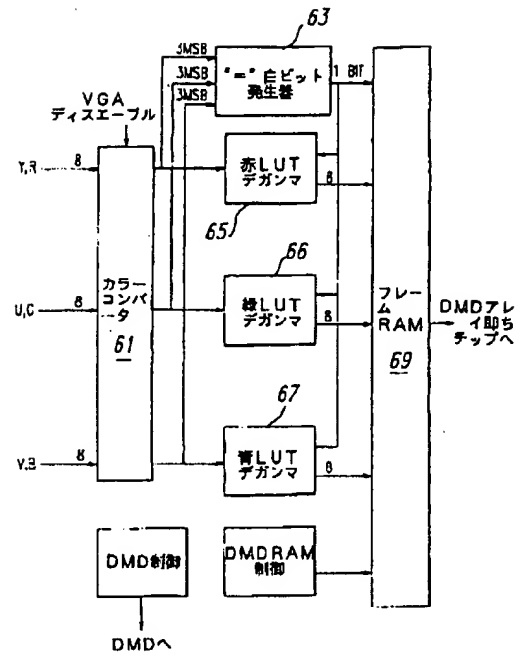 63
3MSB
3MSB
3MSB
"=" 白ビット
発生器
1 BIT
VGA
ディスエーブル
Y,R
8
赤LUT
デガンマ
8
65
66
カラー
コンバ
ータ
61
U,C
8
緑LUT
デガンマ
8
フレー
ム
RAM
69
DMDアレ
イ即ち
チップへ
67
V,B
8
青LUT
デガンマ
8
DMD制御
DMDRAM
制御
DMDへ